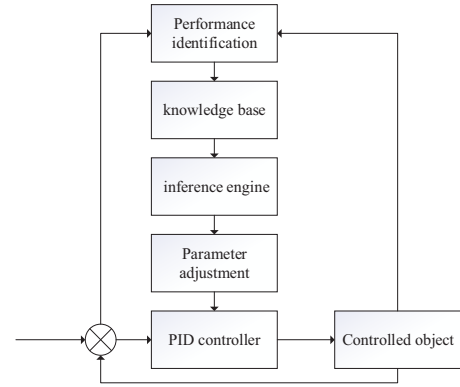 Performance
identification
knowledge base
inference engine
Parameter
adjustment
PID controller
Controlled object